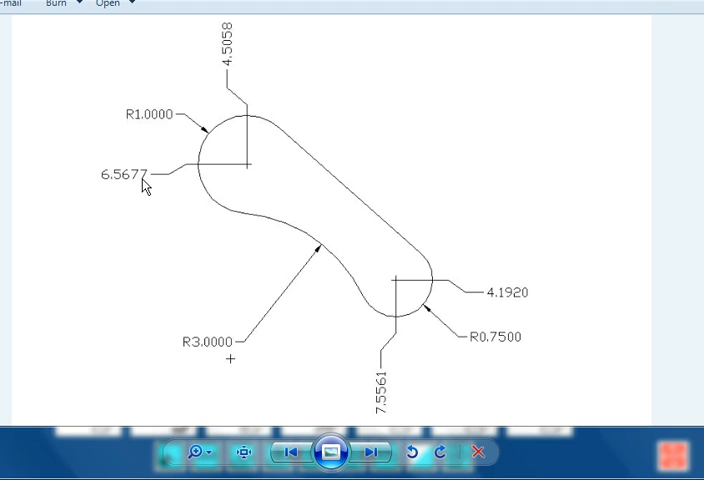 -mail Burn Open
4.5058
R1.0000
6.5677
4.1920
R3.0000
R0.7500
7.5561